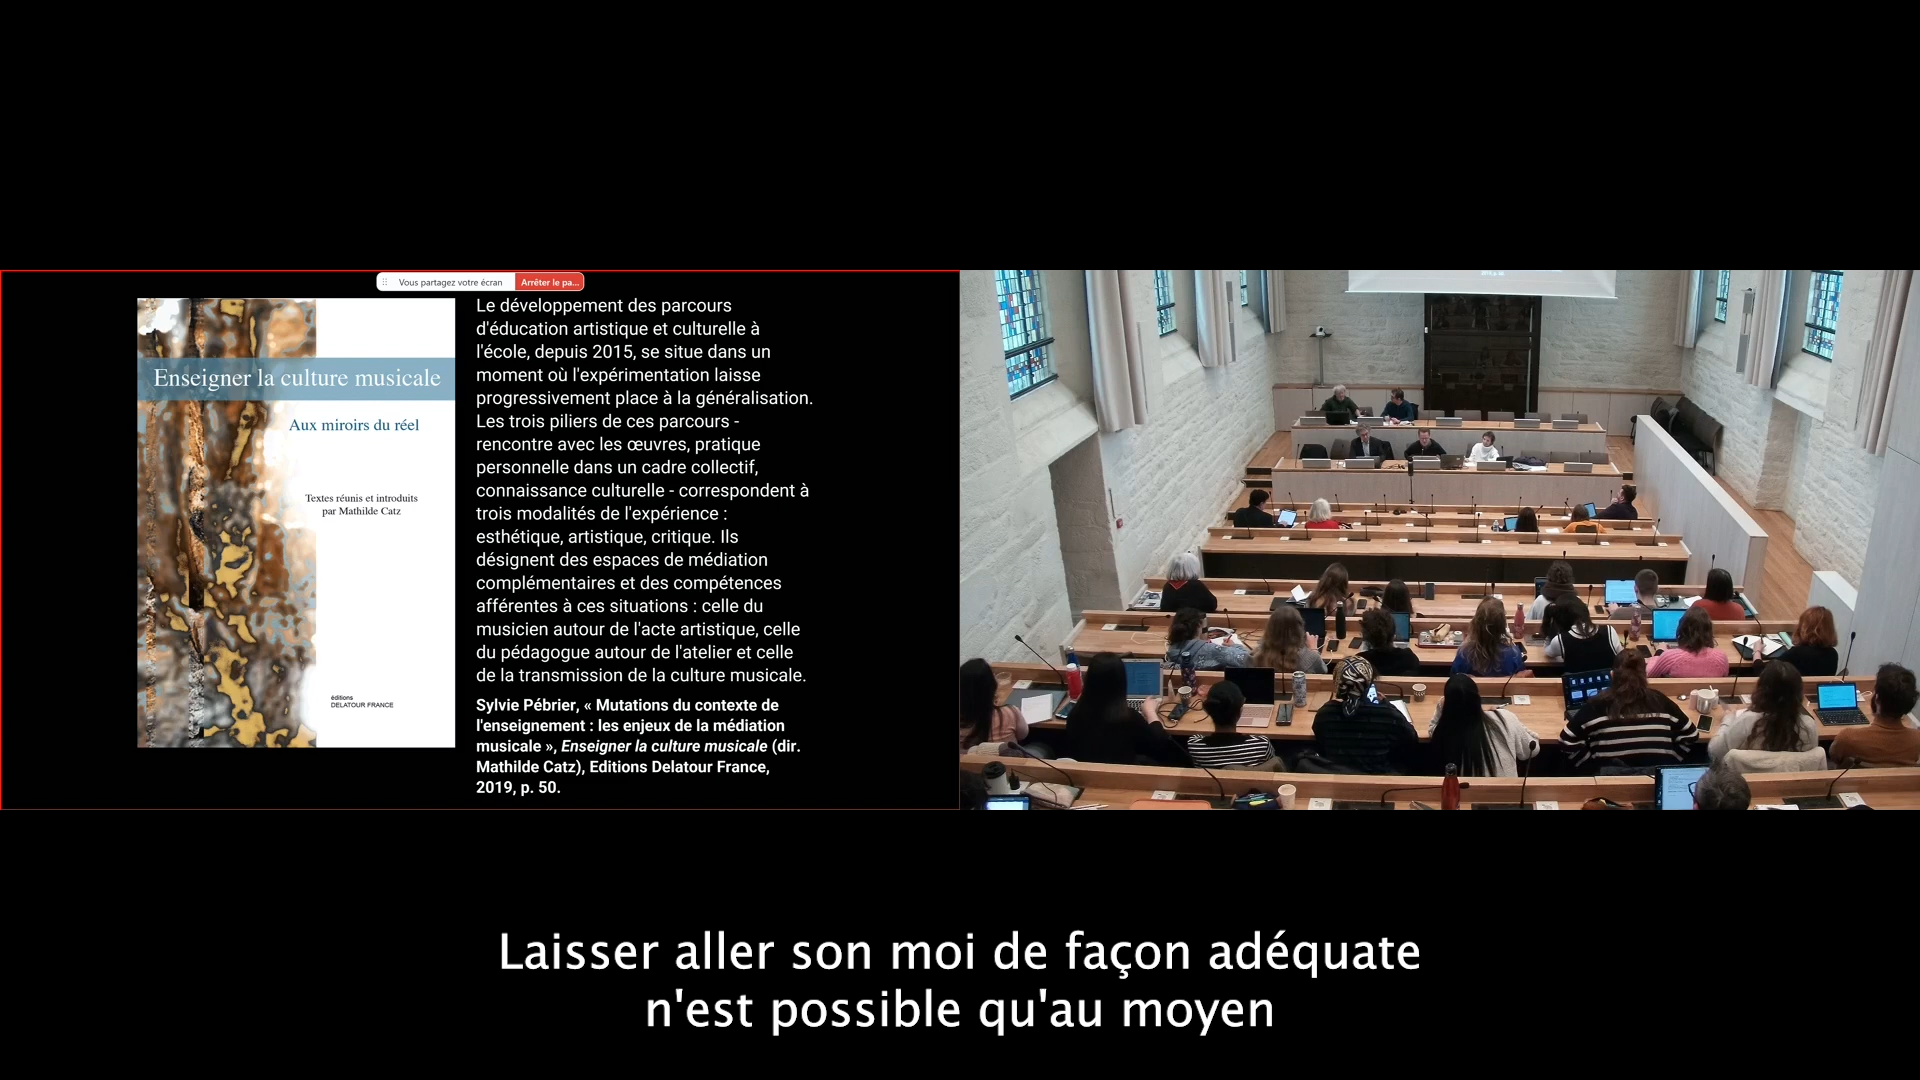 Vous partagez votre écran
Arrêter le pa...
Enseigner la culture musicale
Aux miroirs du réel
Textes réunis et introduits
par Mathilde Catz
éditions
DELATOUR FRANCE
Le développement des parcours
d'éducation artistique et culturelle à
l'école, depuis 2015, se situe dans un
moment où l'expérimentation laisse
progressivement place à la généralisation.
Les trois piliers de ces parcours -
rencontre avec les œuvres, pratique
personnelle dans un cadre collectif,
connaissance culturelle - correspondent à
trois modalités de l'expérience :
esthétique, artistique, critique. Ils
désignent des espaces de médiation
complémentaires et des compétences
afférentes à ces situations : celle du
musicien autour de l'acte artistique, celle
du pédagogue autour de l'atelier et celle
de la transmission de la culture musicale.
Sylvie Pébrier, « Mutations du contexte de
l'enseignement : les enjeux de la médiation
musicale », Enseigner la culture musicale (dir.
Mathilde Catz), Editions Delatour France,
2019, p. 50.
Laisser aller son moi de façon adéquate
n'est possible qu'au moyen